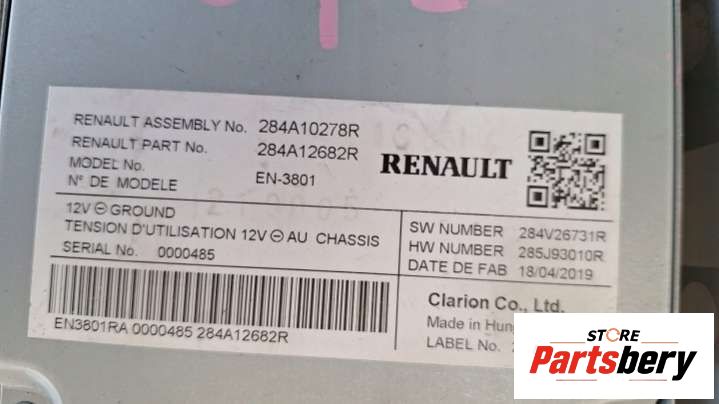 RENAULT ASSEMBLY No. 284A10278R
RENAULT PART No. 284A12682R
MODEL No.
N° DE MODELE EN-3801
RENAULT
12V ⊖ GROUND
TENSION D'UTILISATION 12V ⊖ AU CHASSIS
SERIAL No. 0000485
SW NUMBER 284V26731R
HW NUMBER 285J93010R
DATE DE FAB 18/04/2019
EN3801RA 0000485 284A12682R
Clarion Co., Ltd.
Made in
LABEL No.
STORE
Partsbery